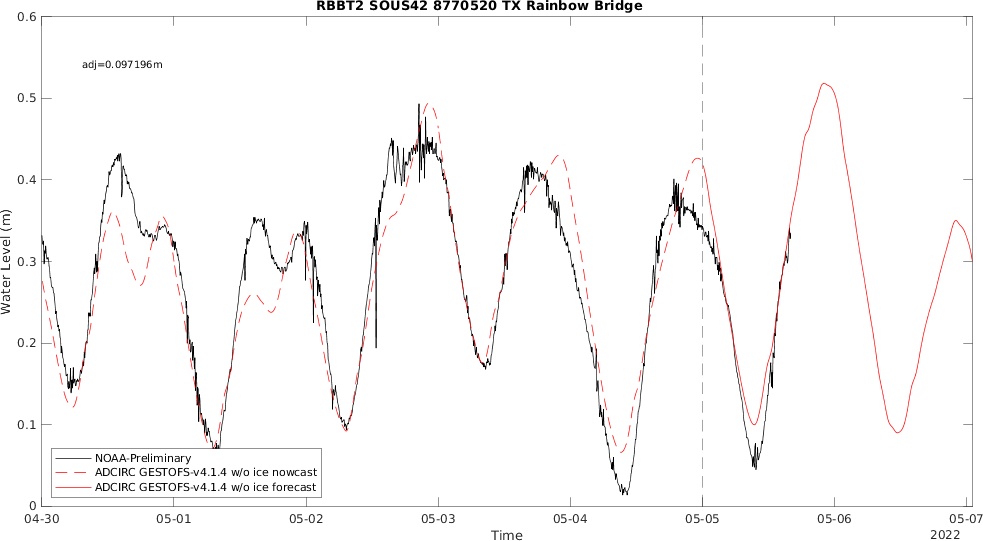 RBBT2 SOUS42 8770520 TX Rainbow Bridge
adj=0.097196m
Water Level (m)
0.6
0.5
0.4
0.3
0.2
0.1
0
NOAA-Preliminary
ADCIRC GESTOFS-v4.1.4 w/o ice nowcast
ADCIRC GESTOFS-v4.1.4 w/o ice forecast
04-30 05-01 05-02 05-03 05-04 05-05 05-06 05-07
Time
2022